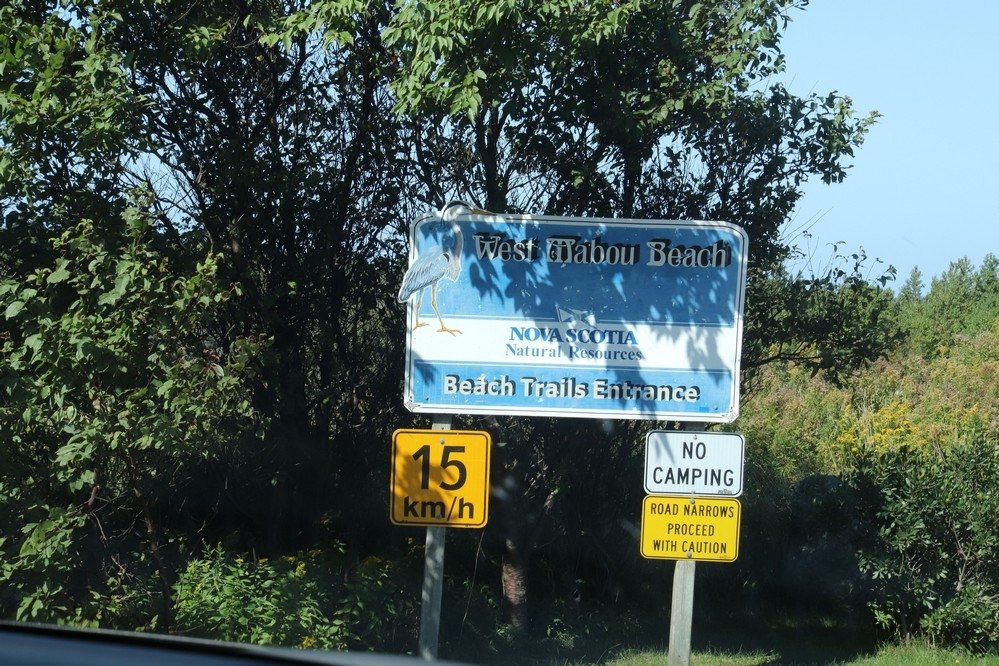 West Mabou Beach
NOVA SCOTIA
Natural Resources
Beach Trails Entrance
15
km/h
NO
CAMPING
ROAD NARROWS
PROCEED
WITH CAUTION